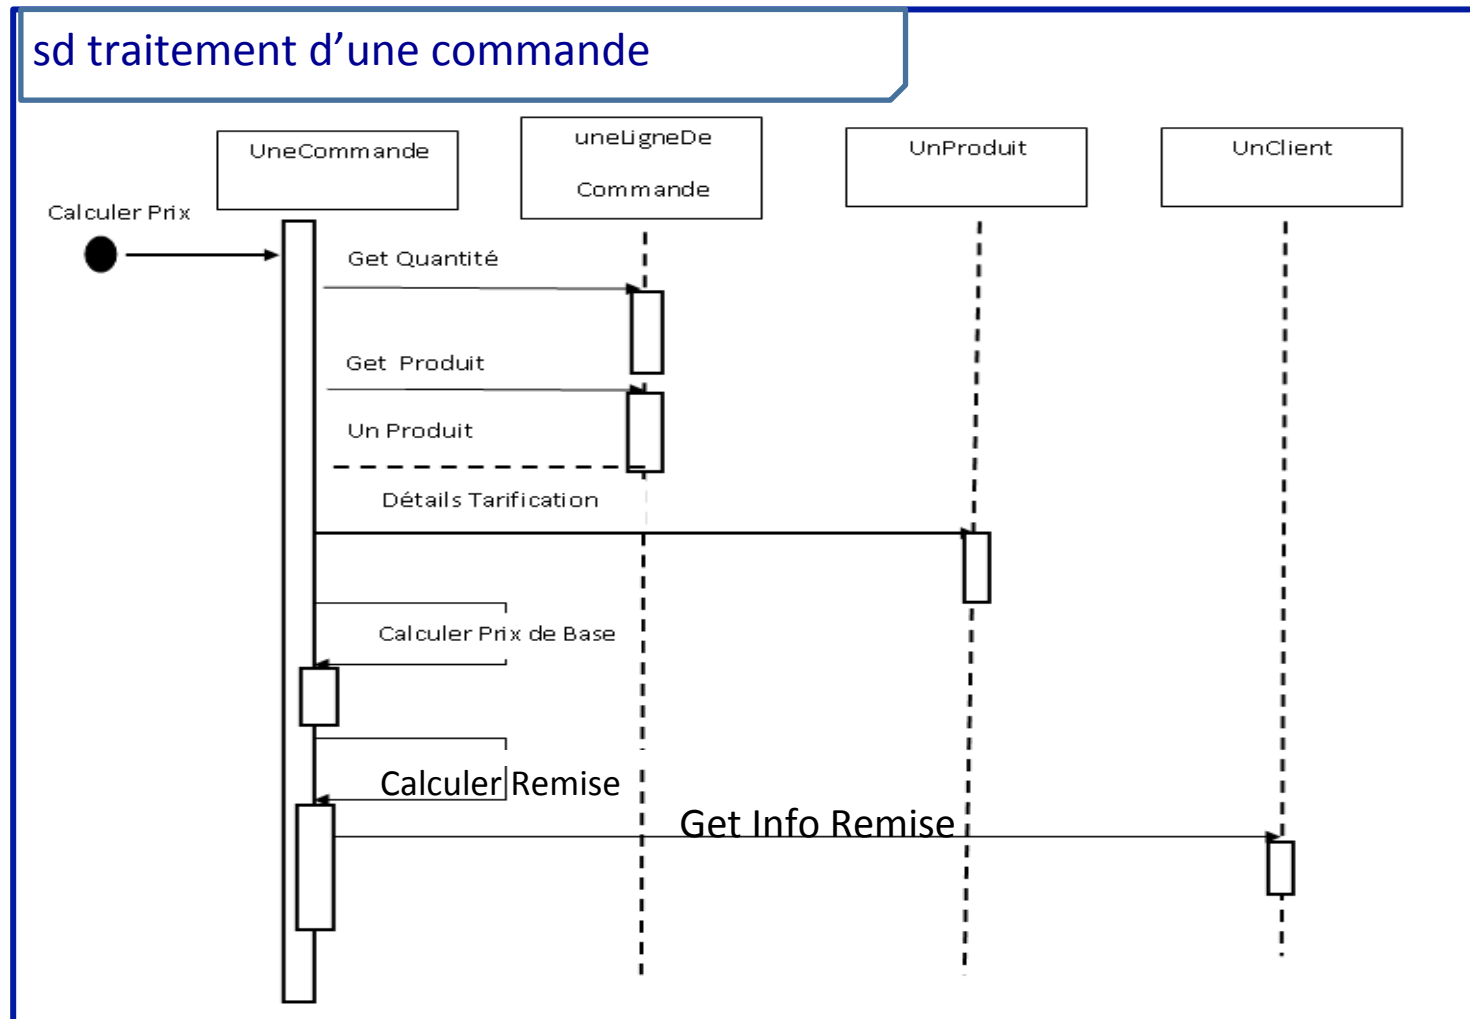 sd traitement d’une commande
UneCommande
uneLigneDe
Commande
UnProduit
UnClient
Calculer Prix
Get Quantité
Get Produit
Un Produit
Détails Tarification
Calculer Prix de Base
Calculer Remise
Get Info Remise